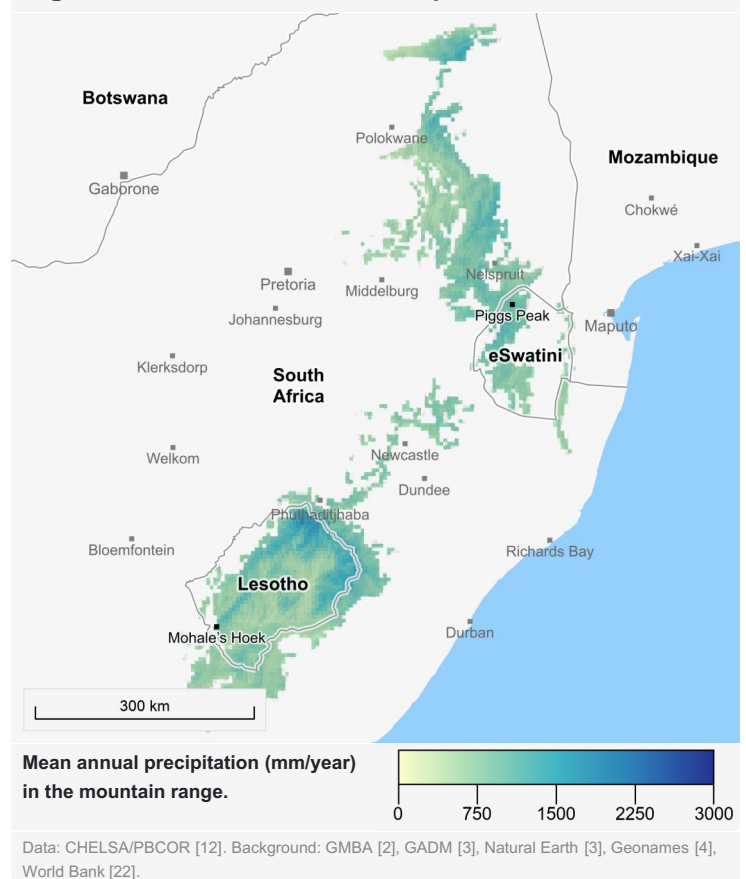 Botswana
Polokwane
Mozambique
Gaborone
Chokwé
Xai-Xai
Nelspruit
Pretoria
Middelburg
Piggs Peak
Johannesburg
Maputo
eSwatini
Klerksdorp
South
Africa
Newcastle
Welkom
Dundee
Phuthaditjhaba
Bloemfontein
Richards Bay
Lesotho
Durban
Mohale's Hoek
300 km
Mean annual precipitation (mm/year)
in the mountain range.
0 750 1500 2250 3000
Data: CHELSA/PBCOR [12]. Background: GMBA [2], GADM [3], Natural Earth [3], Geonames [4],
World Bank [22].